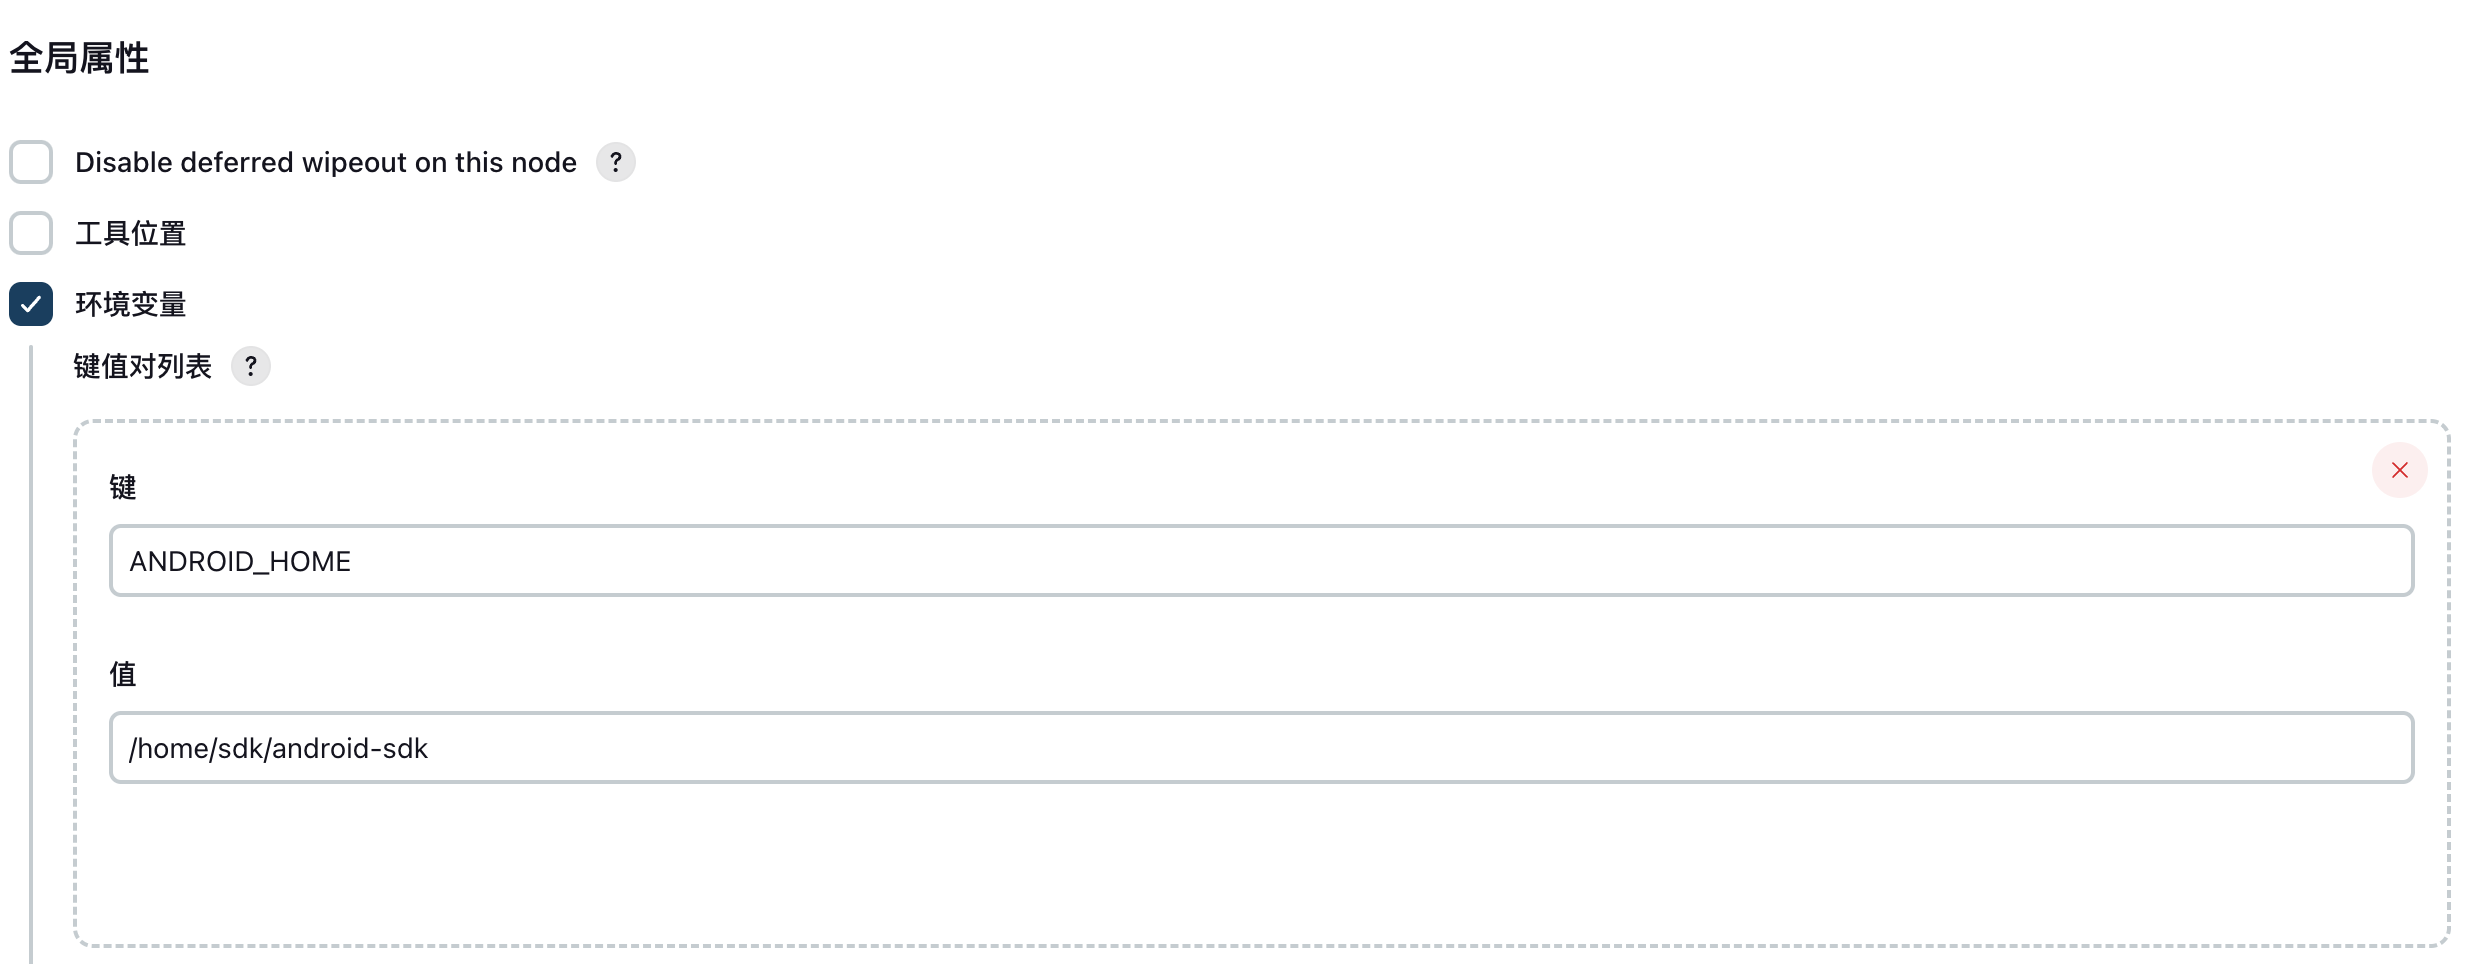 全局属性
Disable deferred wipeout on this node ?
工具位置
环境变量
键值对列表 ?
键
ANDROID_HOME
值
/home/sdk/android-sdk